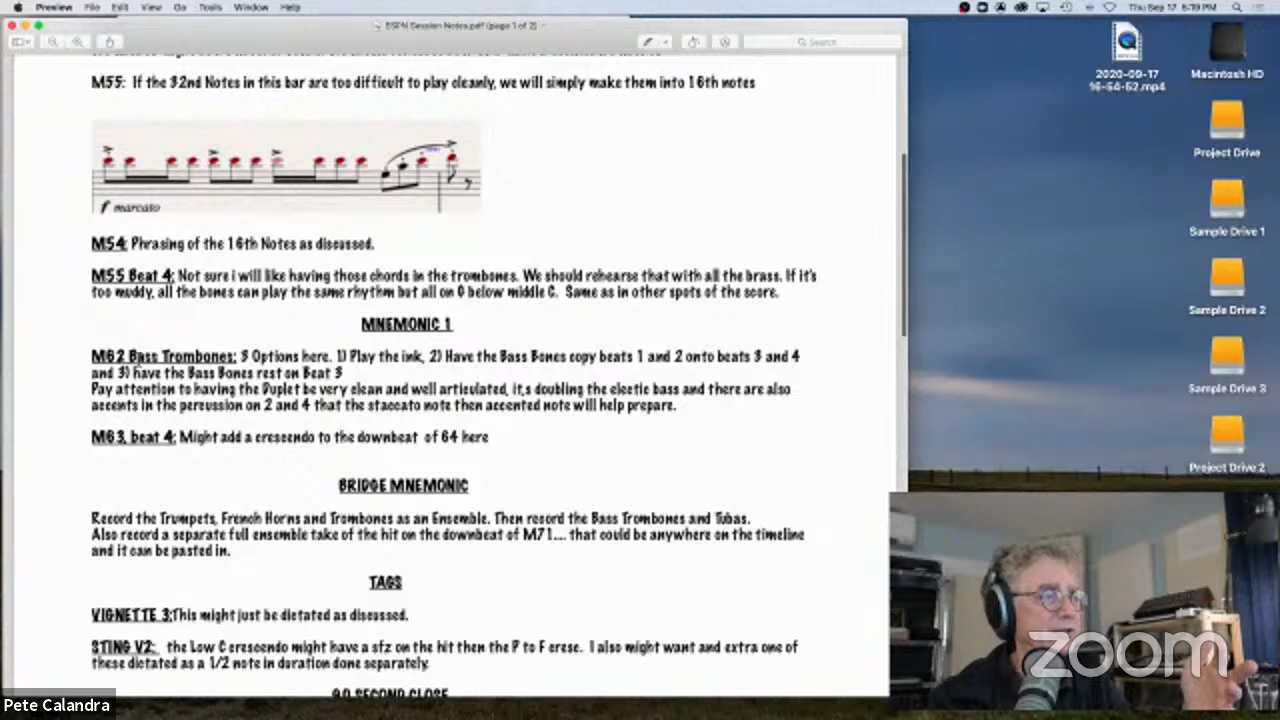 Preview File Edit View Go Tools Window Help
Thu Sep 17 6:19 PM
ESPN Session Notes.pdf (page 1 of 2)
Search
M55: If the 32nd Notes in this bar are too difficult to play cleanly, we will simply make them into 16th notes
f marcato
M54: Phrasing of the 16th Notes as discussed.
M55 Beat 4: Not sure i will like having those chords in the trombones. We should rehearse that with all the brass. If it's
too muddy, all the bones can play the same rhythm but all on G below middle C. Same as in other spots of the score.
MNEMONIC 1
M62 Bass Trombones: 3 Options here. 1) Play the ink, 2) Have the Bass Bones copy beats 1 and 2 onto beats 3 and 4
and 3) have the Bass Bones rest on Beat 3
Pay attention to having the Duplet be very clean and well articulated, it,s doubling the electic bass and there are also
accents in the percussion on 2 and 4 that the staccato note then accented note will help prepare.
M63, beat 4: Might add a crescendo to the downbeat of 64 here
BRIDGE MNEMONIC
Record the Trumpets, French Horns and Trombones as an Ensemble. Then record the Bass Trombones and Tubas.
Also record a separate full ensemble take of the hit on the downbeat of M71.... that could be anywhere on the timeline
and it can be pasted in.
TAGS
VIGNETTE 3:This might just be dictated as discussed.
STING V2: the Low C crescendo might have a sfz on the hit then the P to F cresc. I also might want and extra one of
these dictated as a 1/2 note in duration done separately.
90 SECOND CLOSE
2020-09-17
16-54-52.mp4
Macintosh HD
Project Drive
Sample Drive 1
Sample Drive 2
Sample Drive 3
Project Drive 2
zoom
Pete Calandra